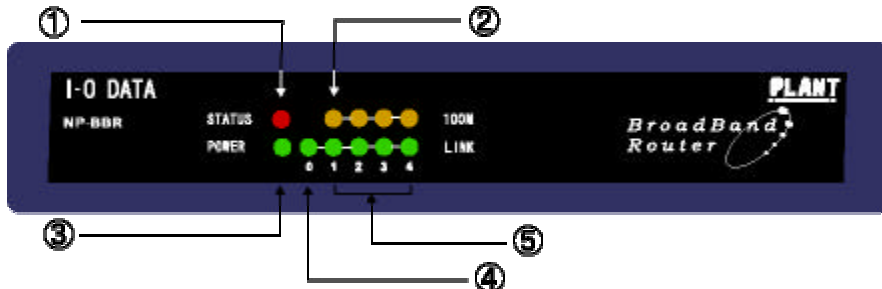 ① ②
I-O DATA PLANT
NP-BBR STATUS 100M BroadBand
POWER LINK Router
0 1 2 3 4
③ ⑤
④